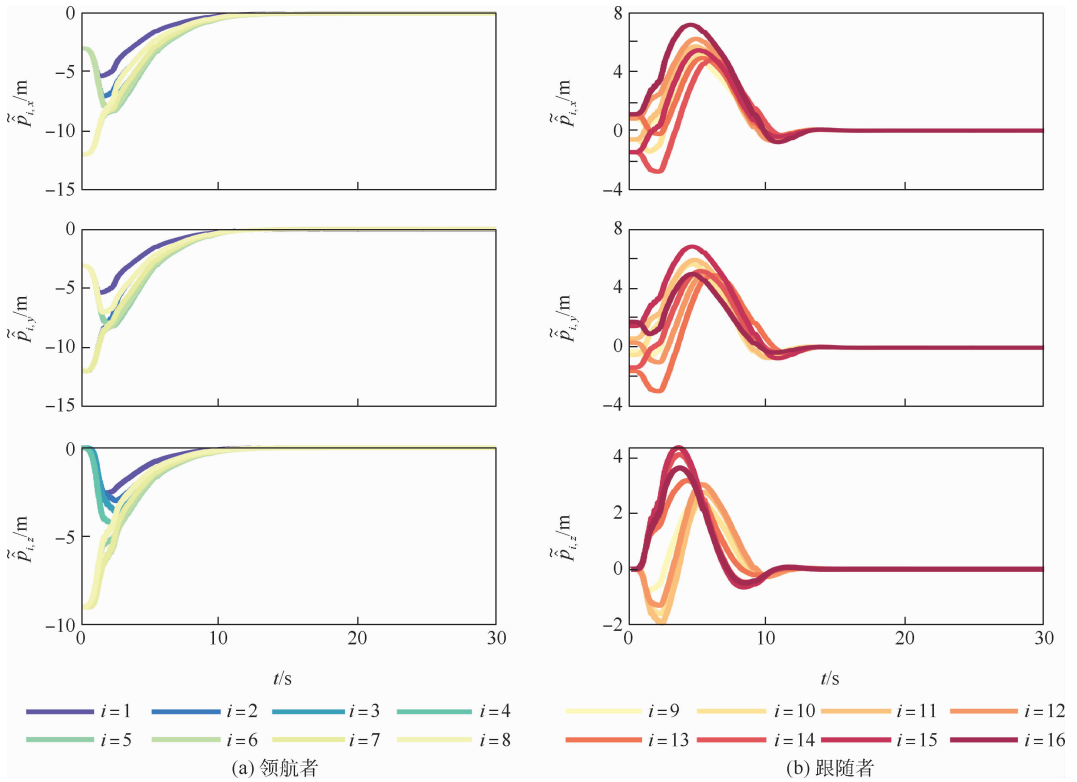 0
−5
−10
−15
p̂̃ᵢ,ₓ/m
8
4
0
−4
p̂̃ᵢ,ₓ/m
0
−5
−10
−15
p̂̃_{i,y}/m
8
4
0
−4
p̂̃_{i,y}/m
0
−5
−10
p̂̃_{i,z}/m
0 10 20 30
t/s
4
2
0
−2
p̂̃_{i,z}/m
0 10 20 30
t/s
i=1 i=2 i=3 i=4
i=5 i=6 i=7 i=8
(a) 领航者
i=9 i=10 i=11 i=12
i=13 i=14 i=15 i=16
(b) 跟随者